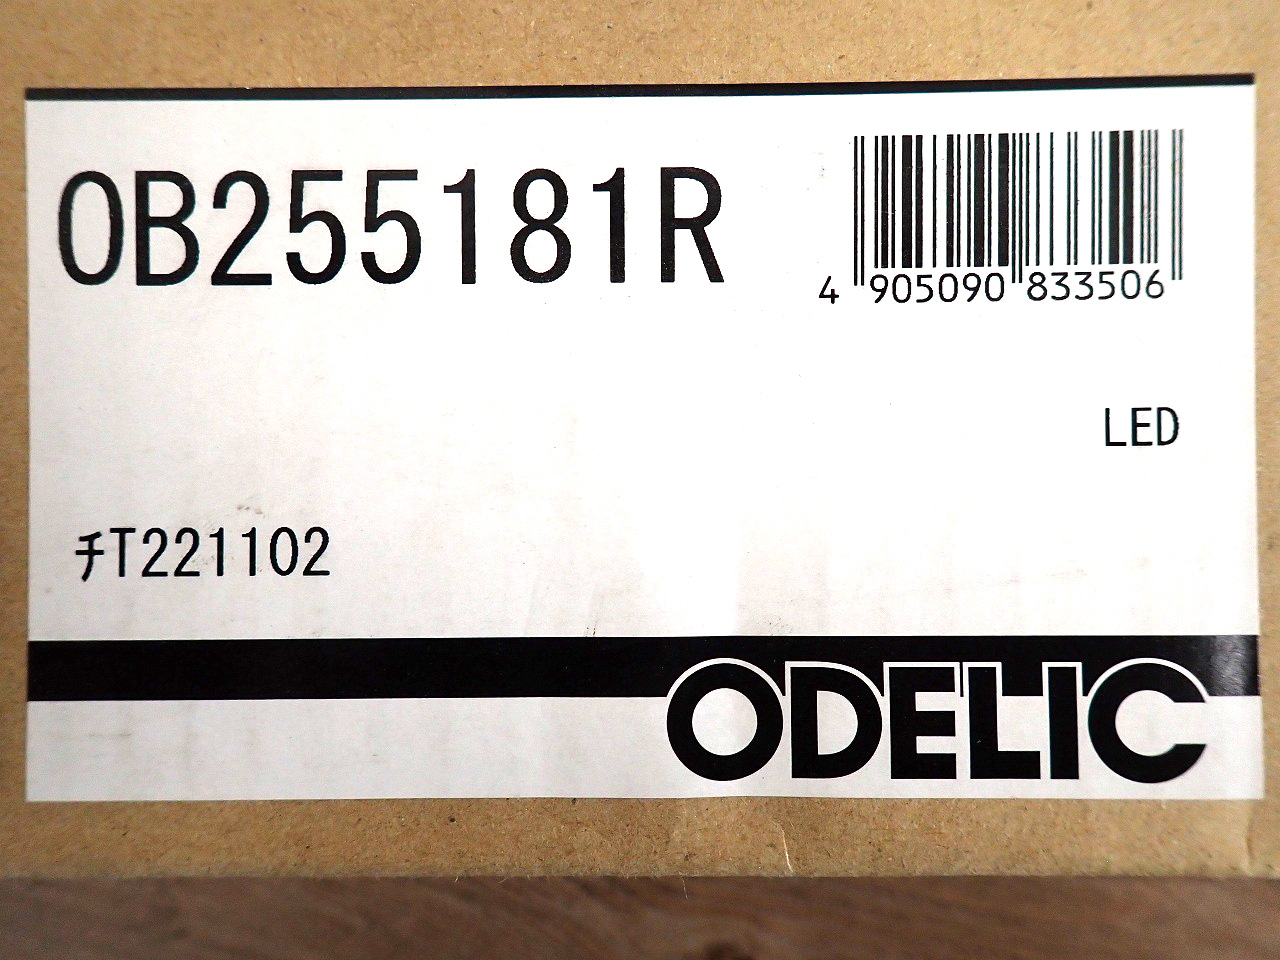 OB255181R
4 905090 833506
LED
ﾁT221102
ODELIC